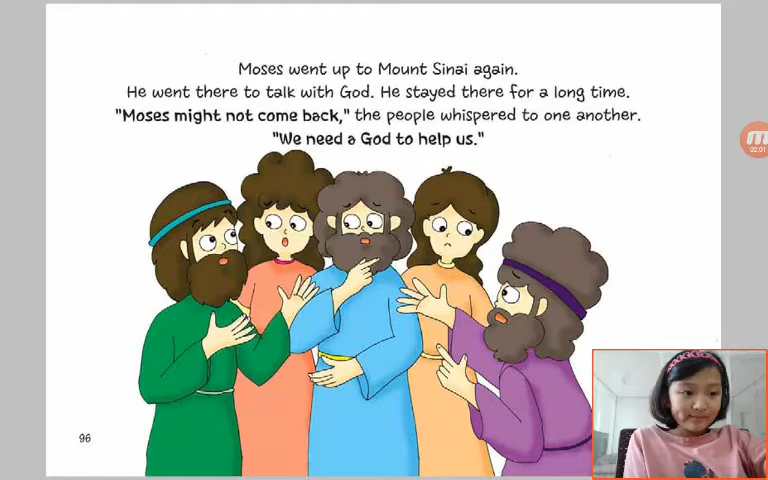 Moses went up to Mount Sinai again.
He went there to talk with God. He stayed there for a long time.
"Moses might not come back," the people whispered to one another.
"We need a God to help us."
96
02:01